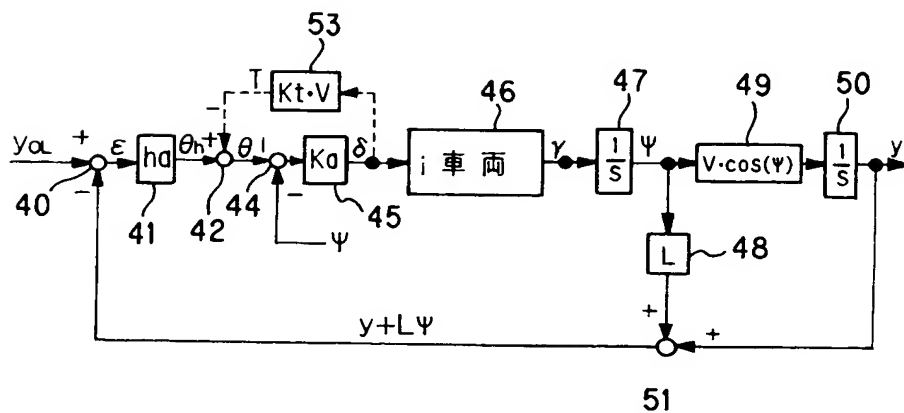 53
T
Kt・V
46
47
49
50
yα
+
ε
ha
θh
+
-
θ'
Ka
δ
i 車両
γ
1/s
ψ
V・cos(ψ)
1/s
y
40
-
41
42
44
-
45
ψ
L
48
+
y+Lψ
+
51